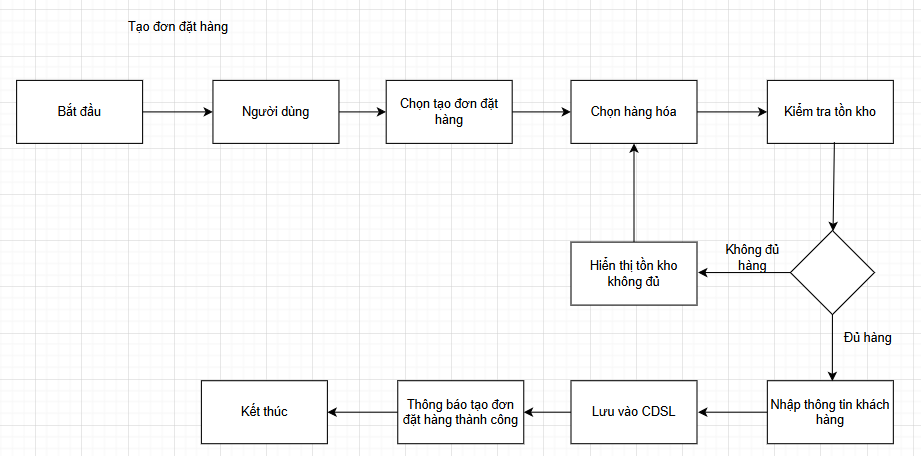 Tạo đơn đặt hàng
Bắt đầu
Người dùng
Chọn tạo đơn đặt
hàng
Chọn hàng hóa
Kiểm tra tồn kho
Không đủ
hàng
Hiển thị tồn kho
không đủ
Đủ hàng
Nhập thông tin khách
hàng
Lưu vào CDSL
Thông báo tạo đơn
đặt hàng thành công
Kết thúc